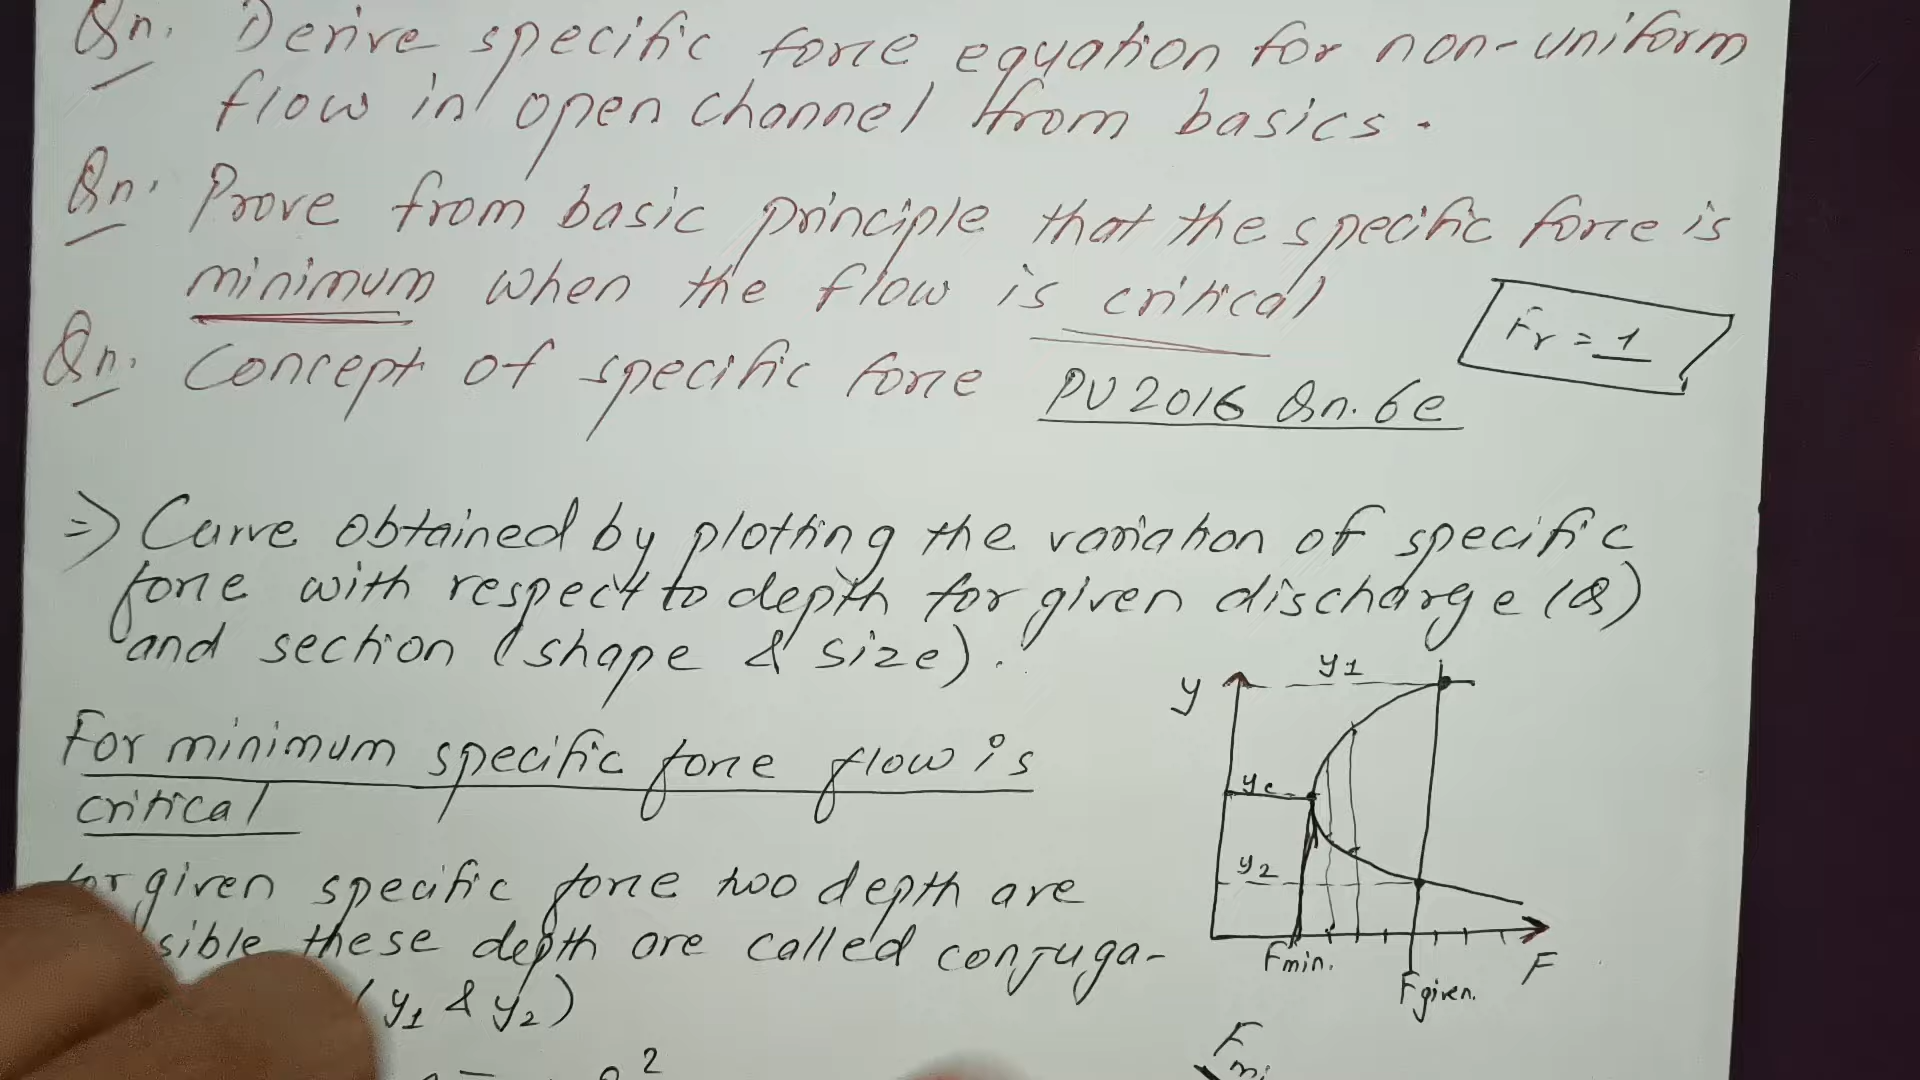 Qn. Derive specific force equation for non-uniform
flow in open channel from basics.
Qn. Prove from basic principle that the specific force is
minimum when the flow is critical
Fr = 1
Qn. Concept of specific force PU 2016 Qn. 6e
=> Curve obtained by plotting the variation of specific
force with respect to depth for given discharge (Q)
and section (shape & size).
For minimum specific force flow is
critical
for given specific force two depth are
sible these depth are called conjuga-
(y1 & y2)
2
y
y1
yc
y2
Fmin.
F
Fgiven.
F
mi